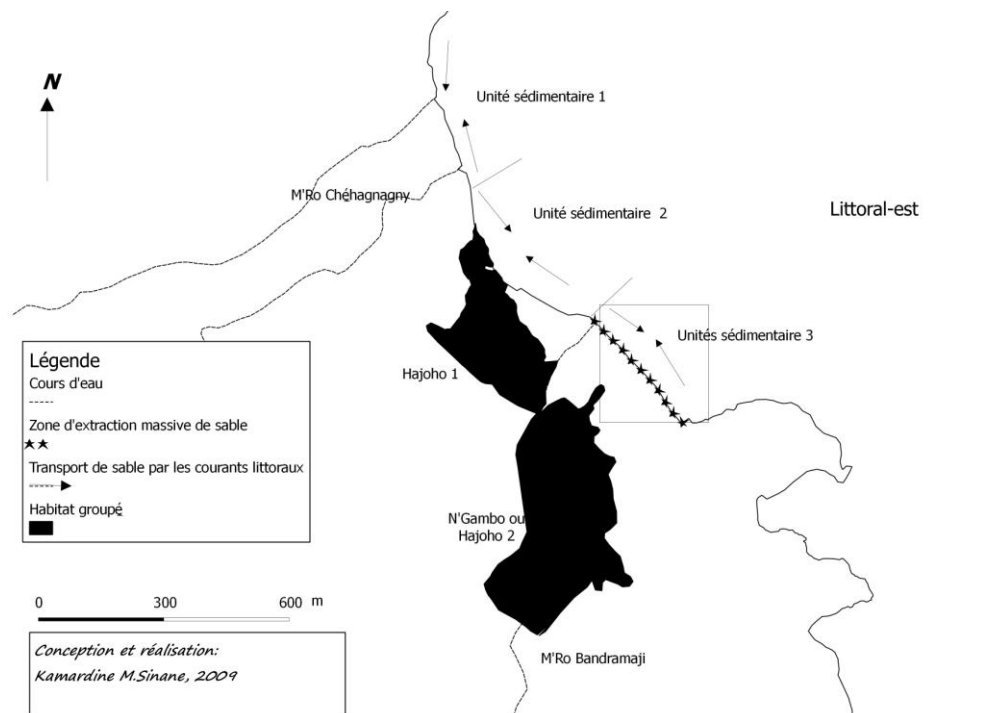 N
Unité sédimentaire 1
M'Ro Chéhagnagny
Unité sédimentaire  2
Littoral-est
Unités sédimentaire 3
Légende
Cours d'eau
Zone d'extraction massive de sable
Transport de sable par les courants littoraux
Habitat groupé
Hajoho 1
N'Gambo ou
Hajoho 2
0 300 600 m
M'Ro Bandramaji
Conception et réalisation:
Kamardine M.Sinane, 2009